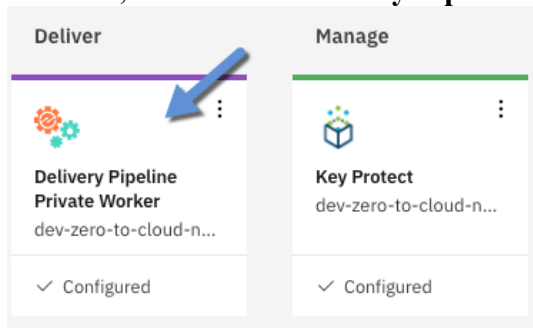 Deliver
Manage
Delivery Pipeline
Private Worker
dev-zero-to-cloud-n...
✓ Configured
Key Protect
dev-zero-to-cloud-n...
✓ Configured